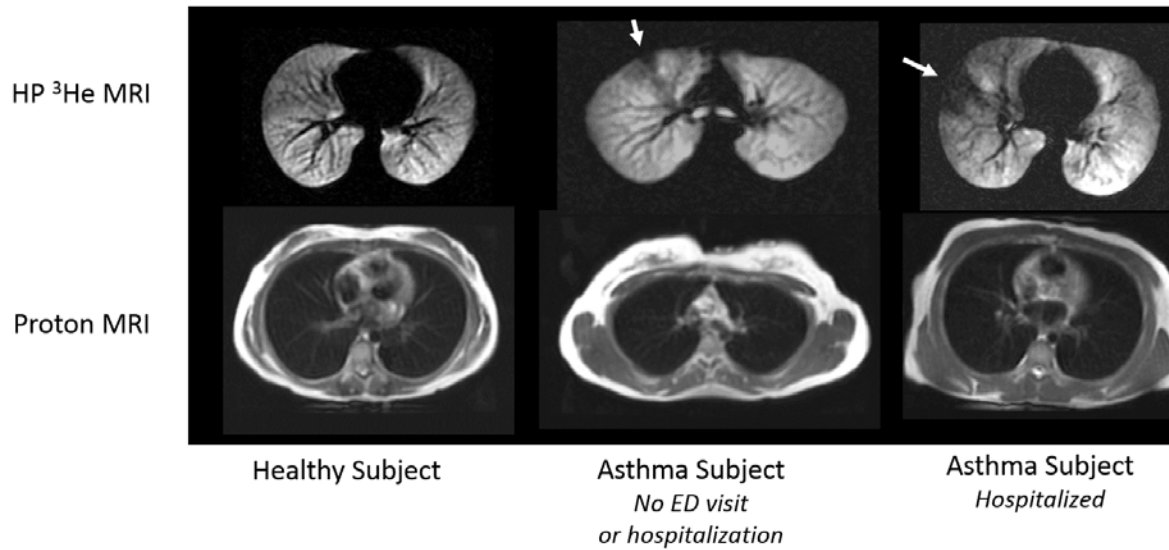 HP ³He MRI
Proton MRI
Healthy Subject
Asthma Subject
No ED visit
or hospitalization
Asthma Subject
Hospitalized